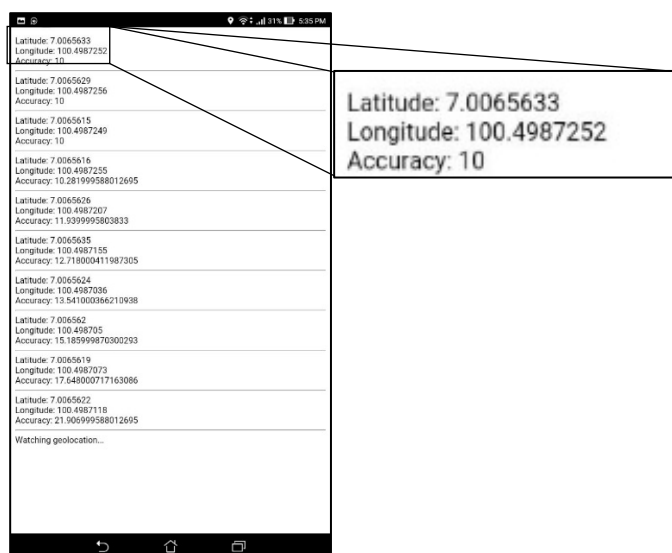 31% 5:35 PM
Latitude: 7.0065633
Longitude: 100.4987252
Accuracy: 10
Latitude: 7.0065629
Longitude: 100.4987256
Accuracy: 10
Latitude: 7.0065615
Longitude: 100.4987249
Accuracy: 10
Latitude: 7.0065616
Longitude: 100.4987255
Accuracy: 10.281999588012695
Latitude: 7.0065626
Longitude: 100.4987207
Accuracy: 11.9399995803833
Latitude: 7.0065635
Longitude: 100.4987155
Accuracy: 12.718000411987305
Latitude: 7.0065624
Longitude: 100.4987036
Accuracy: 13.541000366210938
Latitude: 7.006562
Longitude: 100.498705
Accuracy: 15.185999870300293
Latitude: 7.0065619
Longitude: 100.4987073
Accuracy: 17.648000717163086
Latitude: 7.0065622
Longitude: 100.4987118
Accuracy: 21.906999588012695
Watching geolocation...
Latitude: 7.0065633
Longitude: 100.4987252
Accuracy: 10